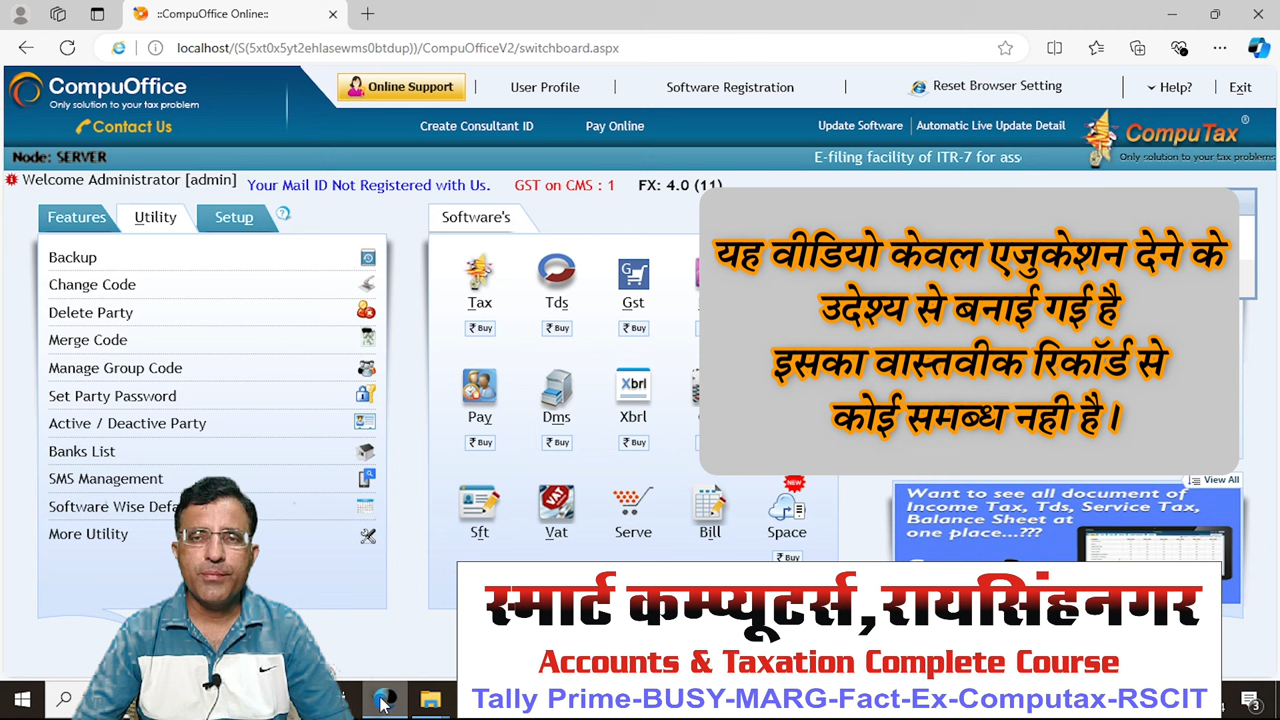 ::CompuOffice Online::
localhost/(S(5xt0x5yt2ehlasewms0btdup))/CompuOfficeV2/switchboard.aspx
CompuOffice
Only solution to your tax problem
Contact Us
Online Support
User Profile
Software Registration
Reset Browser Setting
Help?
Exit
Create Consultant ID
Pay Online
Update Software
Automatic Live Update Detail
CompuTax
Only solution to your tax problems
Node: SERVER
E-filing facility of ITR-7 for ass
Welcome Administrator [admin]
Your Mail ID Not Registered with Us.
GST on CMS : 1
FX: 4.0 (11)
Features
Utility
Setup
Backup
Change Code
Delete Party
Merge Code
Manage Group Code
Set Party Password
Active / Deactive Party
Banks List
SMS Management
Software Wise Defa
More Utility
Software's
Tax
Tds
Gst
₹ Buy
₹ Buy
₹ Buy
Xbrl
Pay
Dms
Xbrl
₹ Buy
₹ Buy
₹ Buy
VAT
NEW
Sft
Vat
Serve
Bill
Space
₹ Buy
यह वीडियो केवल एजुकेशन देने के
उदेश्य से बनाई गई है
इसका वास्तवीक रिकॉर्ड से
कोई समबध नही है।
View All
Want to see all document of
Income Tax, Tds, Service Tax,
Balance Sheet at
one place...???
स्मार्ट कम्प्यूटर्स,रायसिंहनगर
Accounts & Taxation Complete Course
Tally Prime-BUSY-MARG-Fact-Ex-Computax-RSCIT
3